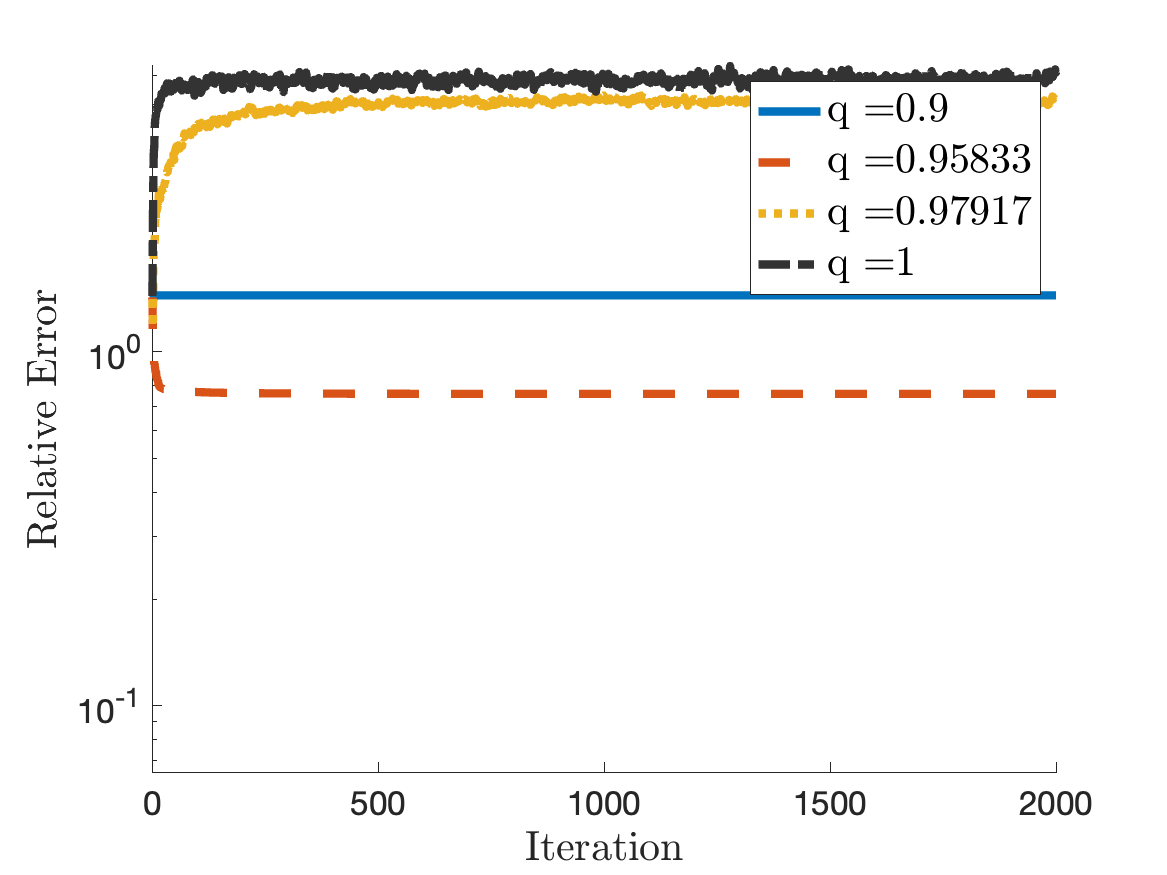 q =0.9
q =0.95833
q =0.97917
q =1
Relative Error
10^0
10^-1
0 500 1000 1500 2000
Iteration